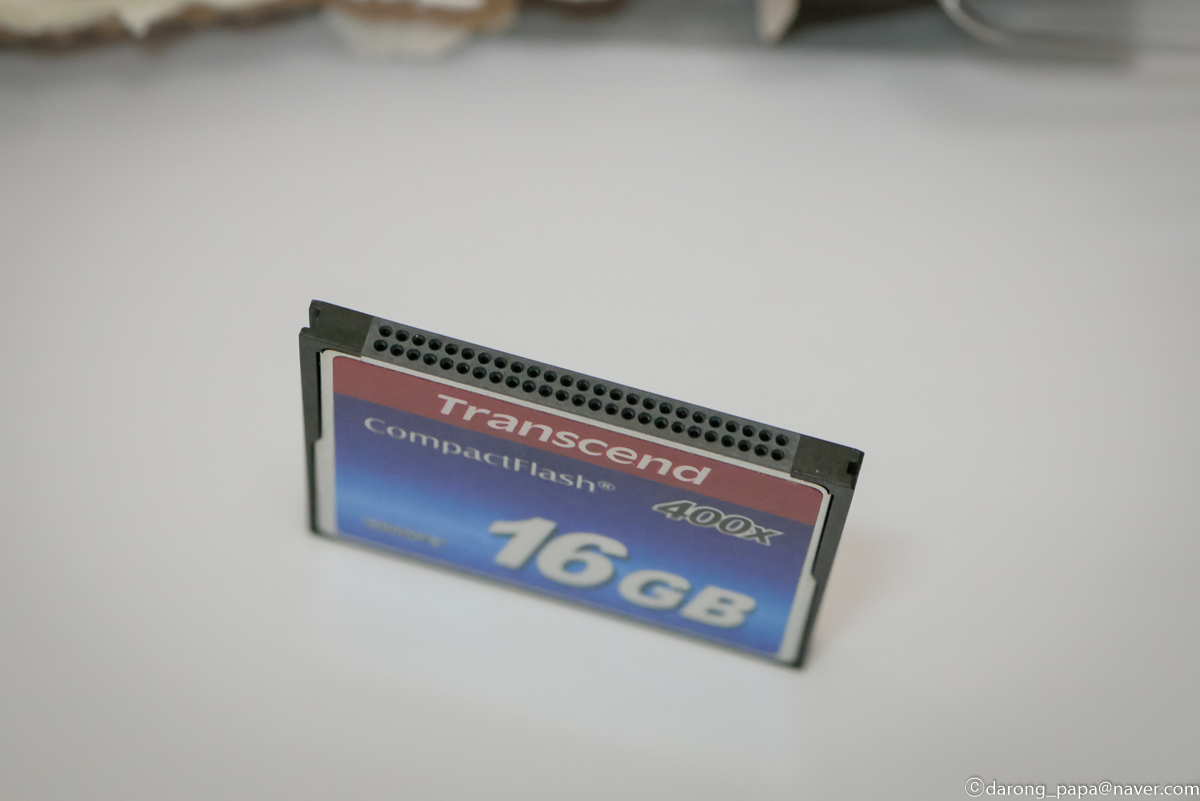 Transcend
CompactFlash®
400x
16GB
©darong_papa@naver.com